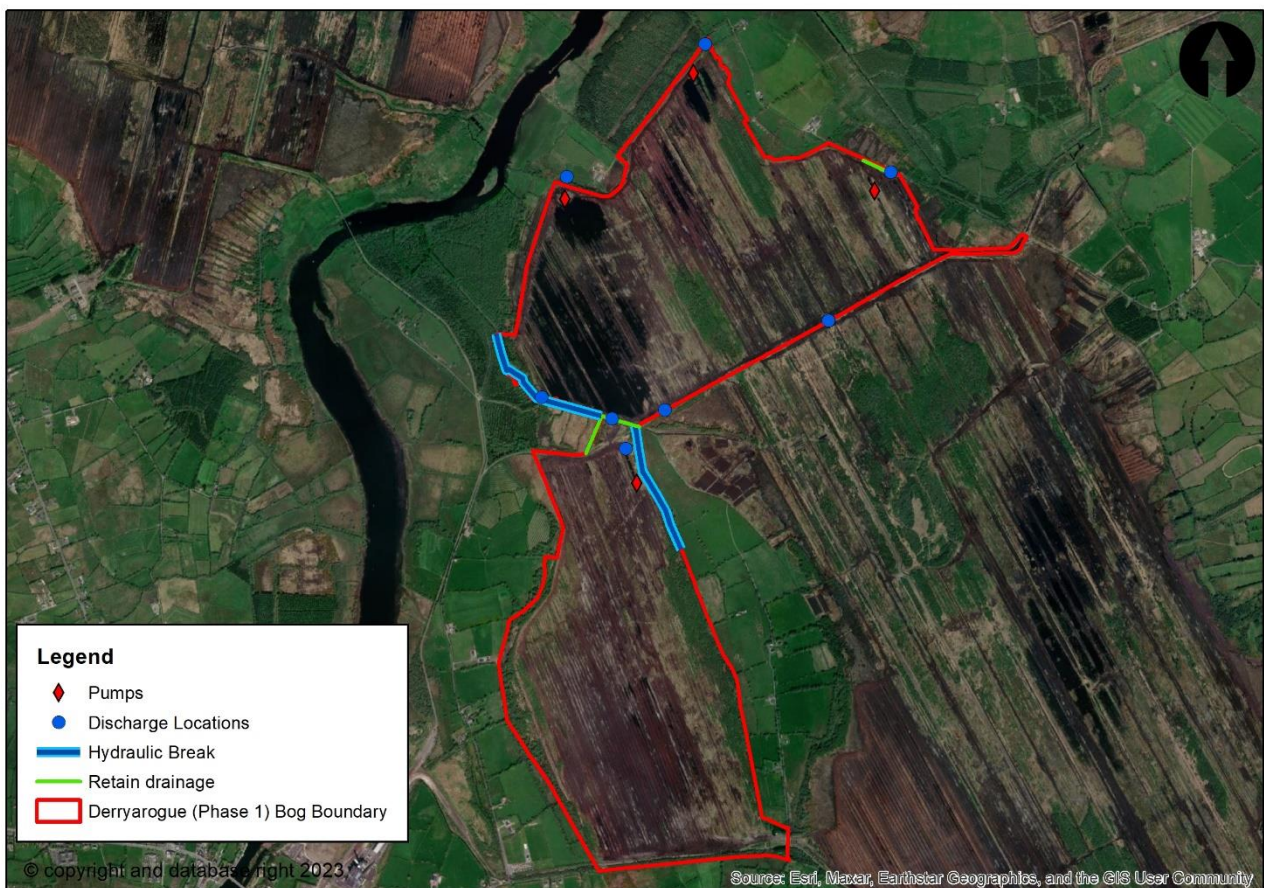 Legend
Pumps
Discharge Locations
Hydraulic Break
Retain drainage
Derryarogue (Phase 1) Bog Boundary
© copyright and database right 2023
Source: Esri, Maxar, Earthstar Geographics, and the GIS User Community